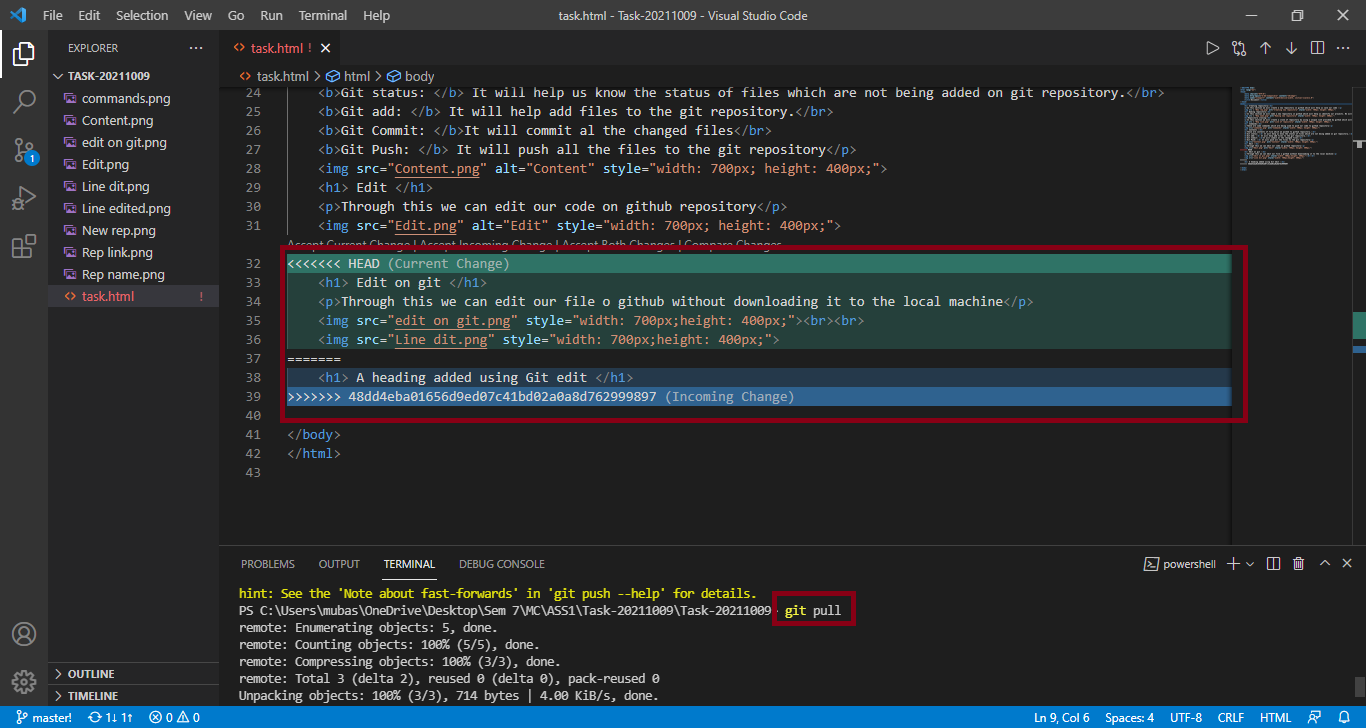 File Edit Selection View Go Run Terminal Help task.html - Task-20211009 - Visual Studio Code
EXPLORER ···
TASK-20211009
commands.png
Content.png
edit on git.png
Edit.png
Line dit.png
Line edited.png
New rep.png
Rep link.png
Rep name.png
<> task.html !
OUTLINE
TIMELINE
1
<> task.html ! ×
<> task.html > html > body
24 <b>Git status: </b> It will help us know the status of files which are not being added on git repository.</br>
25 <b>Git add: </b> It will help add files to the git repository.</br>
26 <b>Git Commit: </b>It will commit al the changed files</br>
27 <b>Git Push: </b> It will push all the files to the git repository</p>
28 <img src="Content.png" alt="Content" style="width: 700px; height: 400px;">
29 <h1> Edit </h1>
30 <p>Through this we can edit our code on github repository</p>
31 <img src="Edit.png" alt="Edit" style="width: 700px; height: 400px;">
Accept Current Change | Accept Incoming Change | Accept Both Changes | Compare Changes
32 <<<<<<< HEAD (Current Change)
33 <h1> Edit on git </h1>
34 <p>Through this we can edit our file o github without downloading it to the local machine</p>
35 <img src="edit on git.png" style="width: 700px;height: 400px;"><br><br>
36 <img src="Line dit.png" style="width: 700px;height: 400px;">
37 =======
38 <h1> A heading added using Git edit </h1>
39 >>>>>>> 48dd4eba01656d9ed07c41bd02a0a8d762999897 (Incoming Change)
40
41 </body>
42 </html>
43
PROBLEMS OUTPUT TERMINAL DEBUG CONSOLE powershell
hint: See the 'Note about fast-forwards' in 'git push --help' for details.
PS C:\Users\mubas\OneDrive\Desktop\Sem 7\MC\ASS1\Task-20211009\Task-20211009> git pull
remote: Enumerating objects: 5, done.
remote: Counting objects: 100% (5/5), done.
remote: Compressing objects: 100% (3/3), done.
remote: Total 3 (delta 2), reused 0 (delta 0), pack-reused 0
Unpacking objects: 100% (3/3), 714 bytes | 4.00 KiB/s, done.
master! 1↓ 1↑ 0 0 Ln 9, Col 6 Spaces: 4 UTF-8 CRLF HTML